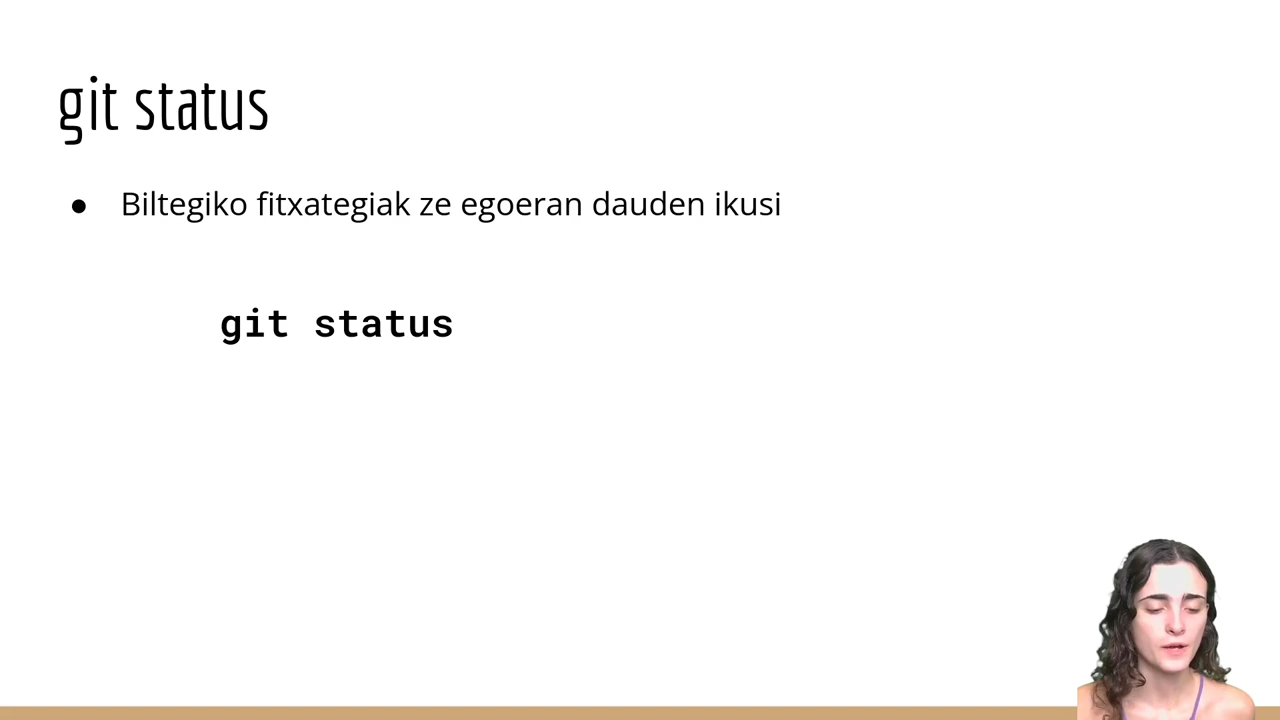 git status
● Biltegiko fitxategiak ze egoeran dauden ikusi
git status